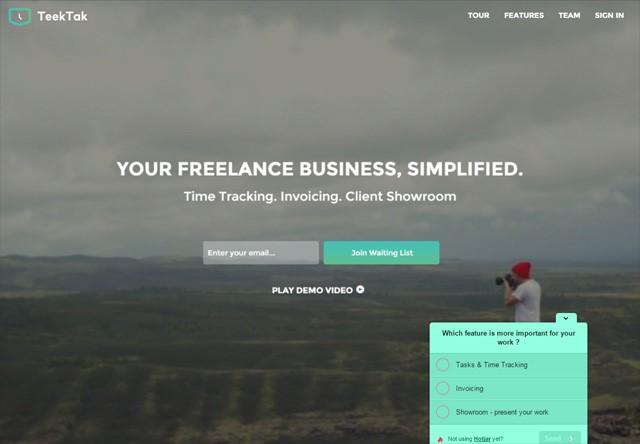 TeekTak
TOUR FEATURES TEAM SIGN IN
YOUR FREELANCE BUSINESS, SIMPLIFIED.
Time Tracking. Invoicing. Client Showroom
Enter your email... Join Waiting List
PLAY DEMO VIDEO
Which feature is more important for your
work ?
Tasks & Time Tracking
Invoicing
Showroom - present your work
Not using Hotjar yet? Send